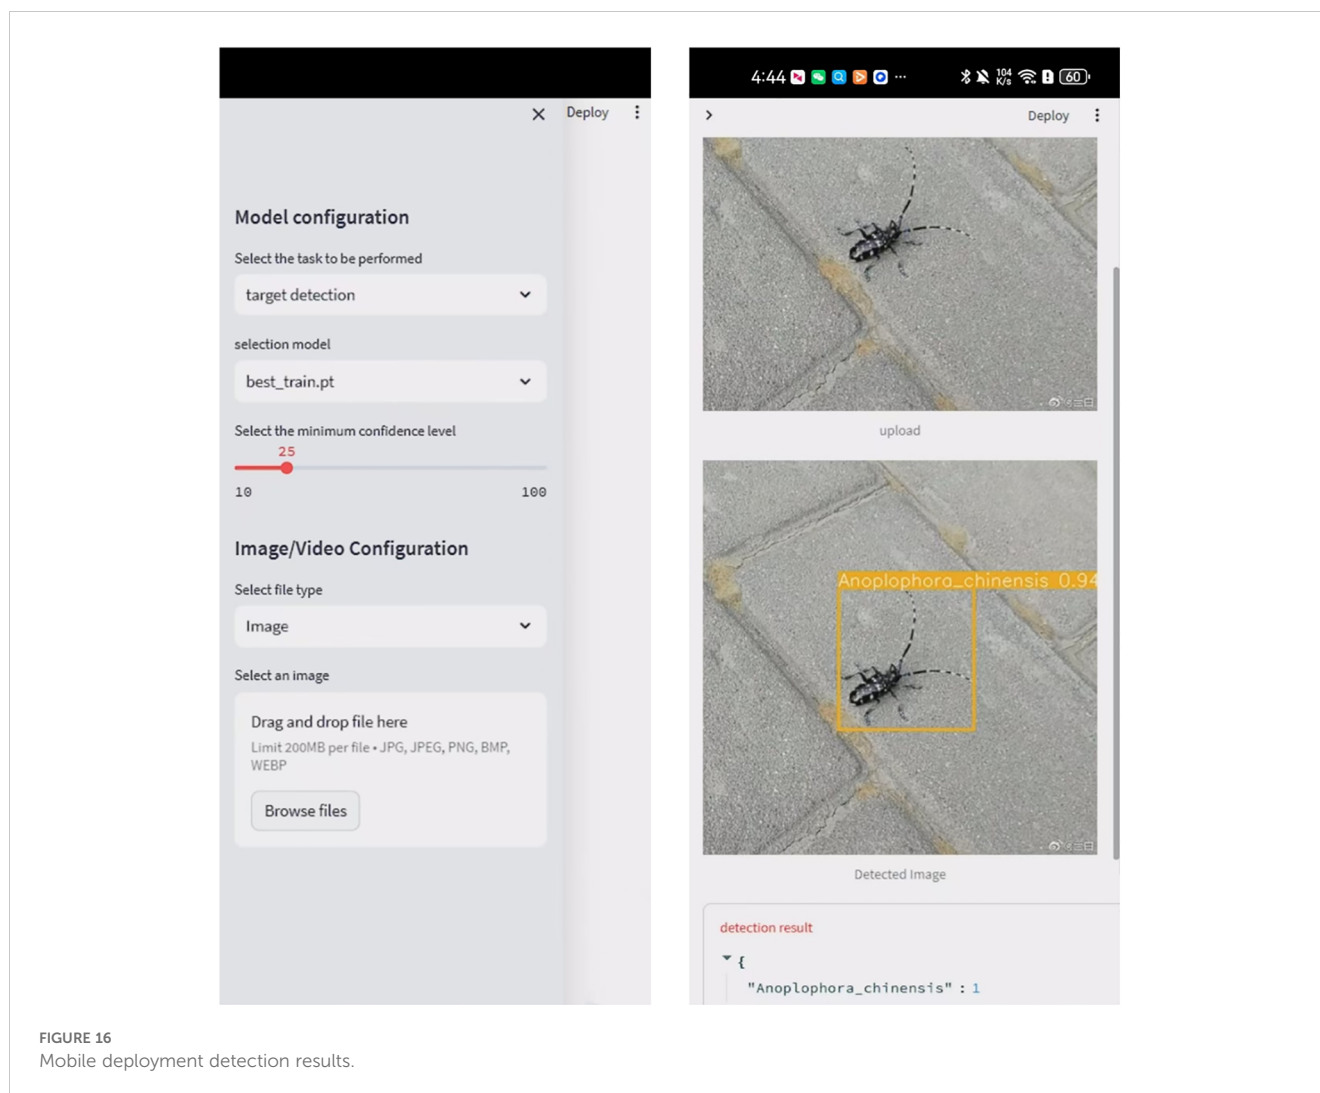 Deploy
Model configuration
Select the task to be performed
target detection
selection model
best_train.pt
Select the minimum confidence level
25
10 100
Image/Video Configuration
Select file type
Image
Select an image
Drag and drop file here
Limit 200MB per file • JPG, JPEG, PNG, BMP,
WEBP
Browse files
4:44 ··· 104 K/s 60
Deploy
upload
Anoplophora_chinensis 0.94
Detected Image
detection result
{
"Anoplophora_chinensis" : 1
FIGURE 16
Mobile deployment detection results.